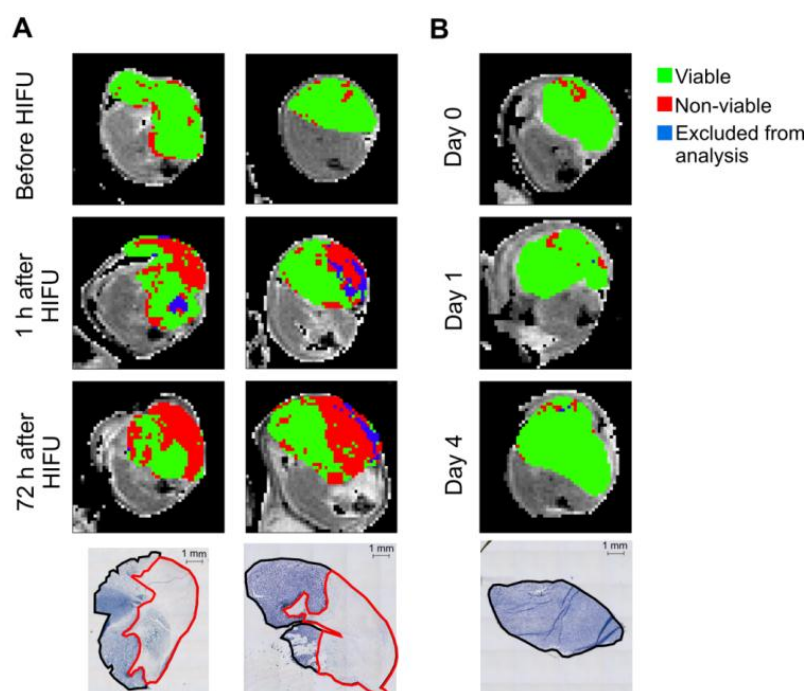 A
B
Before HIFU
Day 0
Viable
Non-viable
Excluded from
analysis
1 h after
HIFU
Day 1
72 h after
HIFU
Day 4
1 mm
1 mm
1 mm